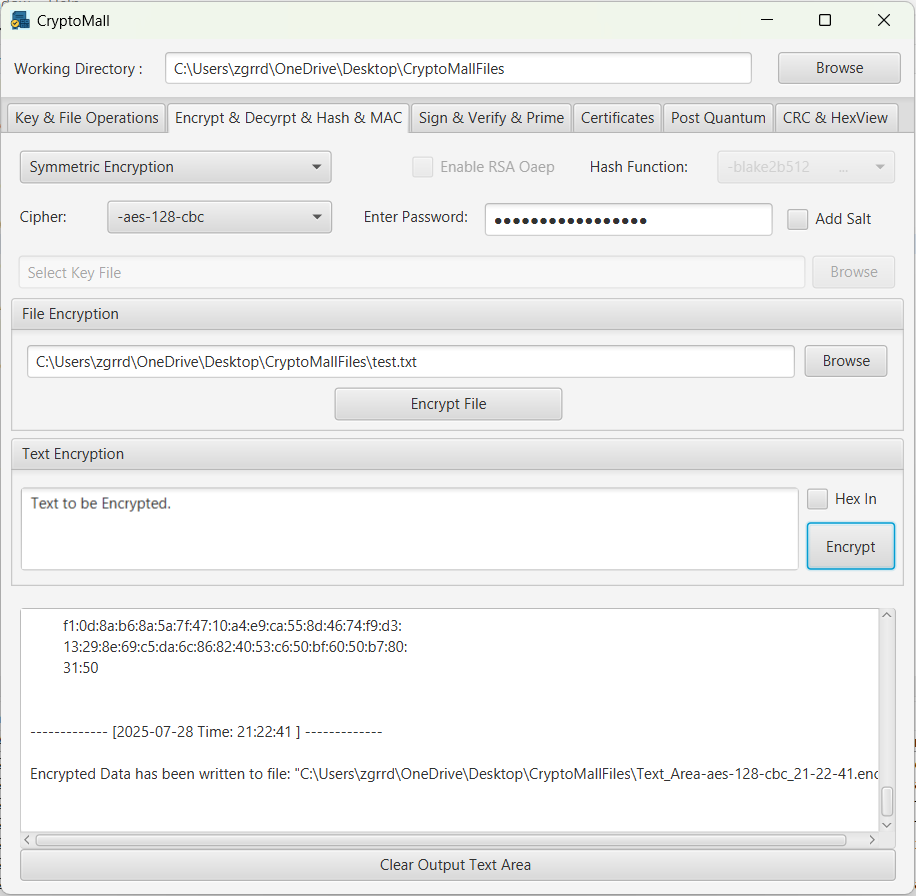 CryptoMall
Working Directory : C:\Users\zgrrd\OneDrive\Desktop\CryptoMallFiles Browse
Key & File Operations Encrypt & Decyrpt & Hash & MAC Sign & Verify & Prime Certificates Post Quantum CRC & HexView
Symmetric Encryption Enable RSA Oaep Hash Function: -blake2b512 ...
Cipher: -aes-128-cbc Enter Password: ●●●●●●●●●●●●●●●●● Add Salt
Select Key File Browse
File Encryption
C:\Users\zgrrd\OneDrive\Desktop\CryptoMallFiles\test.txt Browse
Encrypt File
Text Encryption
Text to be Encrypted. Hex In
Encrypt
f1:0d:8a:b6:8a:5a:7f:47:10:a4:e9:ca:55:8d:46:74:f9:d3:
13:29:8e:69:c5:da:6c:86:82:40:53:c6:50:bf:60:50:b7:80:
31:50
------------- [2025-07-28 Time: 21:22:41 ] -------------
Encrypted Data has been written to file: "C:\Users\zgrrd\OneDrive\Desktop\CryptoMallFiles\Text_Area-aes-128-cbc_21-22-41.enc
Clear Output Text Area